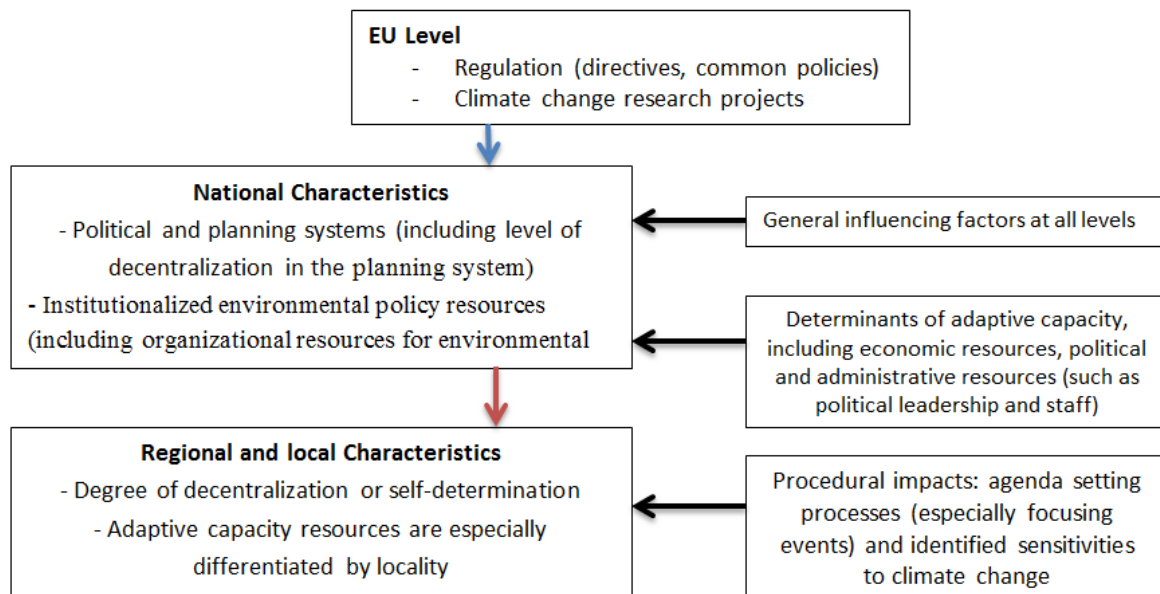 EU Level
- Regulation (directives, common policies)
- Climate change research projects
National Characteristics
- Political and planning systems (including level of
decentralization in the planning system)
- Institutionalized environmental policy resources
(including organizational resources for environmental
General influencing factors at all levels
Determants of adaptive capacity,
including economic resources, political
and administrative resources (such as
political leadership and staff)
Regional and local Characteristics
- Degree of decentralization or self-determination
- Adaptive capacity resources are especially
differentiated by locality
Procedural impacts: agenda setting
processes (especially focusing
events) and identified sensitivities
to climate change